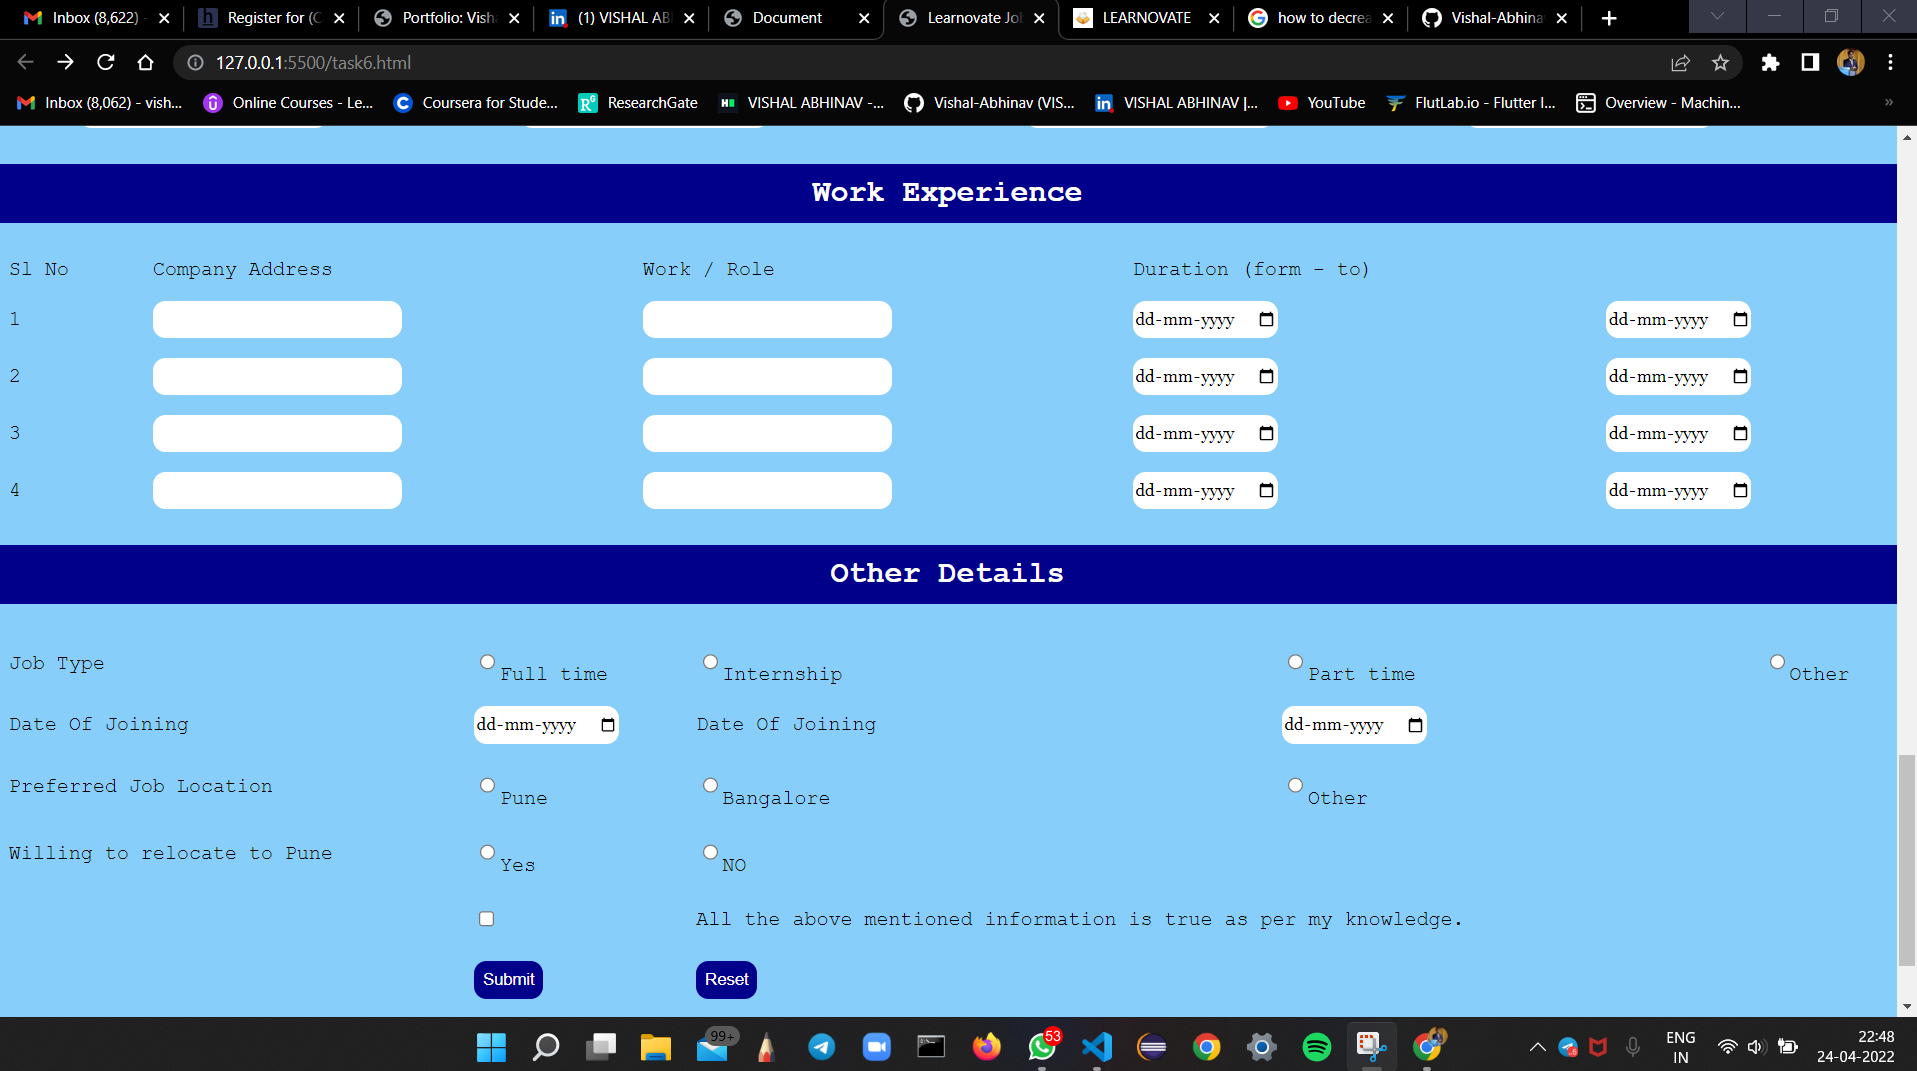 Inbox (8,622) -
Register for (C
Portfolio: Visha
(1) VISHAL AB
Document
Learnovate Jo
LEARNOVATE
how to decrea
Vishal-Abhina
127.0.0.1:5500/task6.html
Inbox (8,062) - vish...
Online Courses - Le...
Coursera for Stude...
ResearchGate
VISHAL ABHINAV -...
Vishal-Abhinav (VIS...
VISHAL ABHINAV |...
YouTube
FlutLab.io - Flutter I...
Overview - Machin...
Work Experience
Sl No Company Address Work / Role Duration (form - to)
1 dd-mm-yyyy dd-mm-yyyy
2 dd-mm-yyyy dd-mm-yyyy
3 dd-mm-yyyy dd-mm-yyyy
4 dd-mm-yyyy dd-mm-yyyy
Other Details
Job Type Full time Internship Part time Other
Date Of Joining dd-mm-yyyy Date Of Joining dd-mm-yyyy
Preferred Job Location Pune Bangalore Other
Willing to relocate to Pune Yes NO
All the above mentioned information is true as per my knowledge.
Submit Reset
99+
53
ENG
IN
22:48
24-04-2022